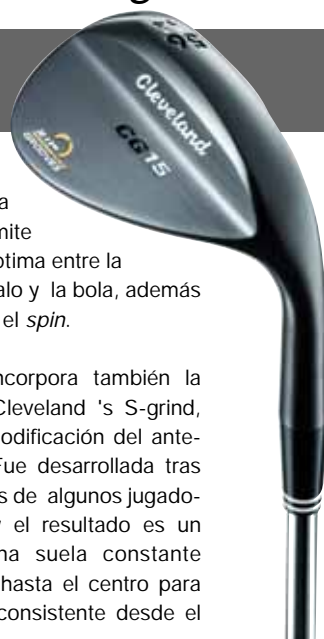 Cleveland
CG15
ZIP
GROOVES
a
mite
ptima entre la
alo y la bola, además
el spin.
ncorpora también la
Cleveland 's S-grind,
odificación del ante-
Fue desarrollada tras
s de algunos jugado-
y el resultado es un
na suela constante
hasta el centro para
consistente desde el